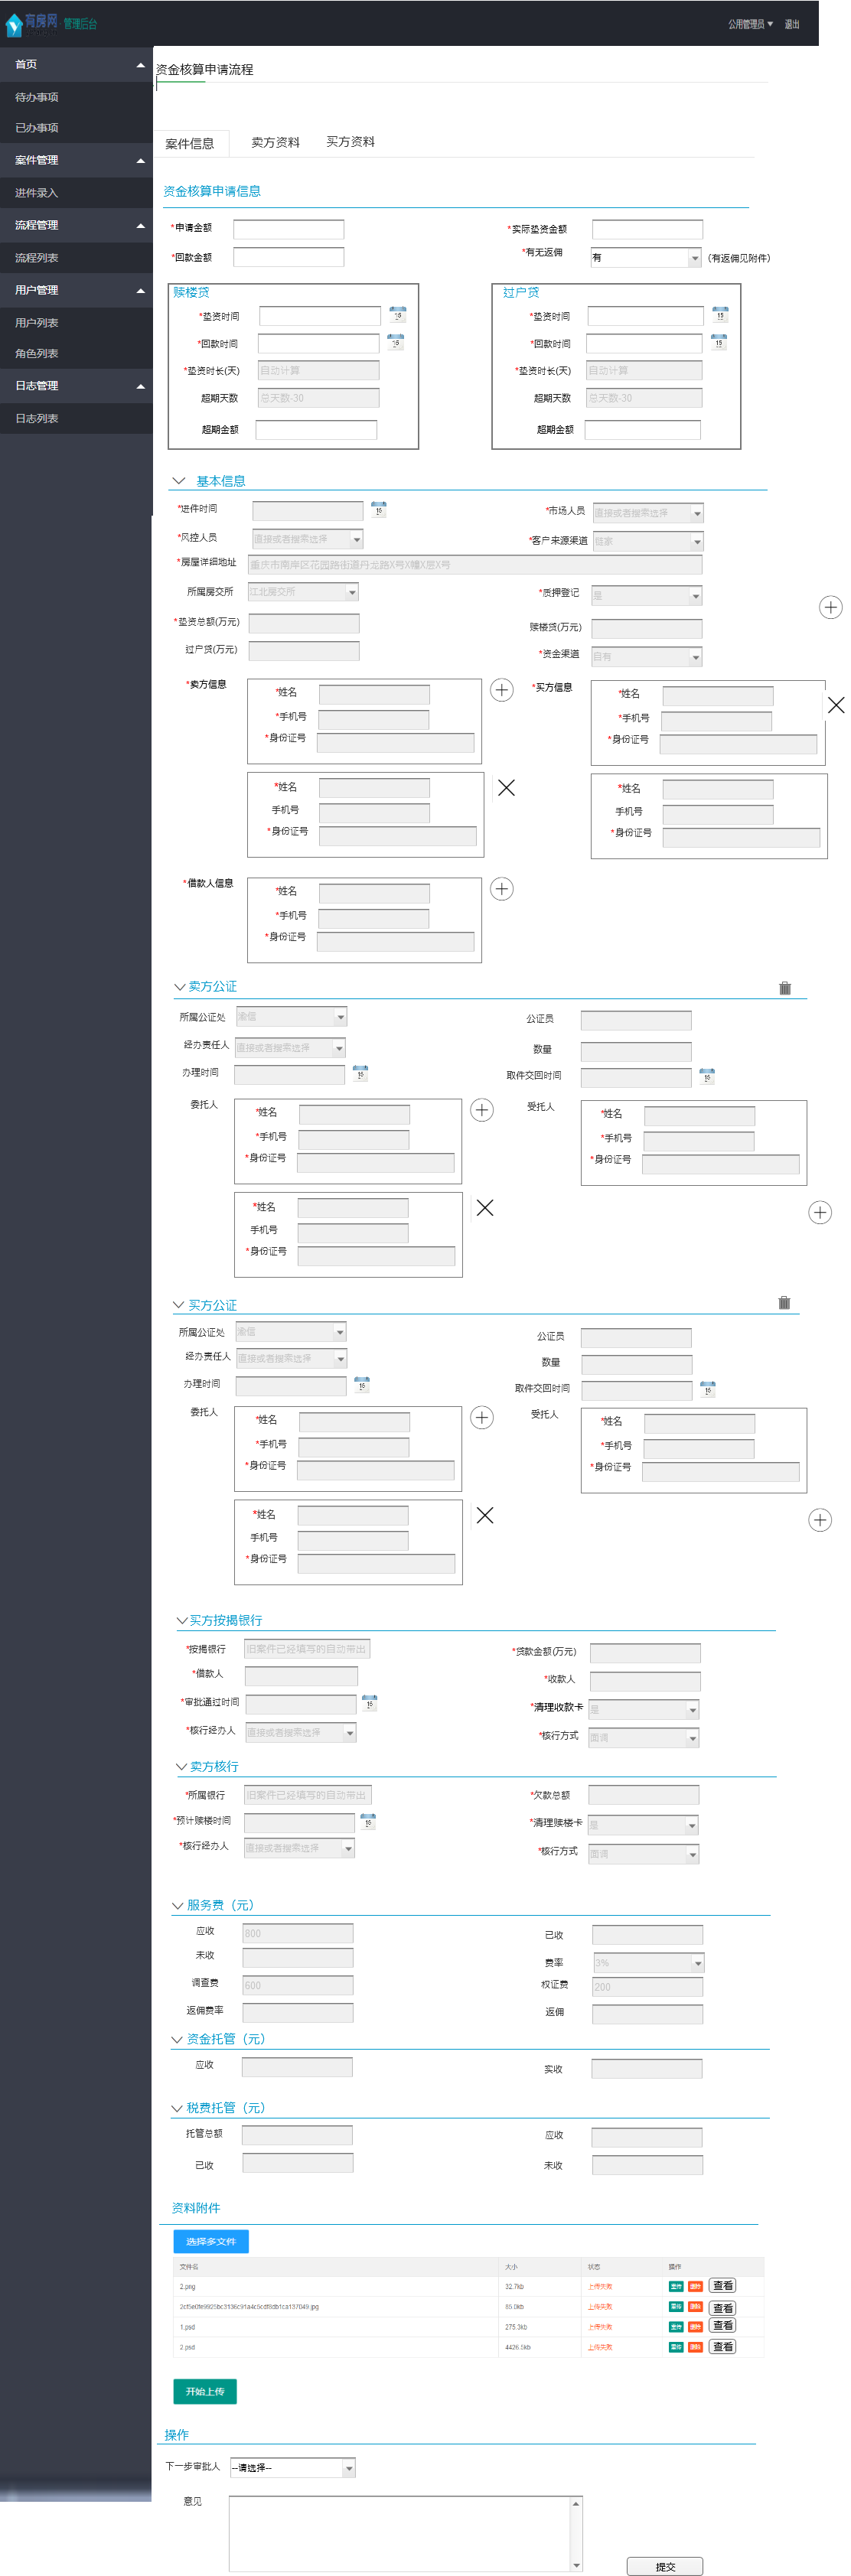 有房网 管理后台
公用管理员 退出
首页
待办事项
已办事项
案件管理
进件录入
流程管理
流程列表
用户管理
用户列表
角色列表
日志管理
日志列表
资金核算申请流程
案件信息 卖方资料 买方资料
资金核算申请信息
*申请金额 *实际垫资金额
*回款金额 *有无返佣 有 (有返佣见附件)
赎楼贷 过户贷
*垫资时间 *垫资时间
*回款时间 *回款时间
*垫资时长(天) 自动计算 *垫资时长(天) 自动计算
超期天数 总天数-30 超期天数 总天数-30
超期金额 超期金额
基本信息
*进件时间 *市场人员 直接或者搜索选择
*风控人员 直接或者搜索选择 *客户来源渠道 链家
*房屋详细地址 重庆市南岸区花园路街道丹龙路X号X幢X层X号
所属房交所 江北房交所 *质押登记 是
*垫资总额(万元) 赎楼贷(万元)
过户贷(万元) *资金渠道 自有
*卖方信息 *买方信息
*姓名 *姓名
*手机号 *手机号
*身份证号 *身份证号
*姓名 *姓名
手机号 手机号
*身份证号 *身份证号
*借款人信息
*姓名
*手机号
*身份证号
卖方公证
所属公证处 渝信 公证员
经办责任人 直接或者搜索选择 数量
办理时间 取件交回时间
委托人 受托人
*姓名 *姓名
*手机号 *手机号
*身份证号 *身份证号
*姓名
手机号
*身份证号
买方公证
所属公证处 渝信 公证员
经办责任人 直接或者搜索选择 数量
办理时间 取件交回时间
委托人 受托人
*姓名 *姓名
*手机号 *手机号
*身份证号 *身份证号
*姓名
手机号
*身份证号
买方按揭银行
*按揭银行 旧案件已经填写的自动带出 *贷款金额(万元)
*借款人 *收款人
*审批通过时间 *清理收款卡 是
*核行经办人 直接或者搜索选择 *核行方式 面调
卖方核行
*所属银行 旧案件已经填写的自动带出 *欠款总额
*预计赎楼时间 *清理赎楼卡 是
*核行经办人 直接或者搜索选择 *核行方式 面调
服务费（元）
应收 800 已收
未收 费率 3%
调查费 600 权证费 200
返佣费率 返佣
资金托管（元）
应收 实收
税费托管（元）
托管总额 应收
已收 未收
资料附件
选择多文件
文件名 大小 状态 操作
2.png 32.7kb 上传失败 重传 删除 查看
上传失败 重传 删除 查看
1.psd 275.3kb 上传失败 重传 删除 查看
2.psd 上传失败 重传 删除 查看
开始上传
操作
下一步审批人 --请选择--
意见
提交